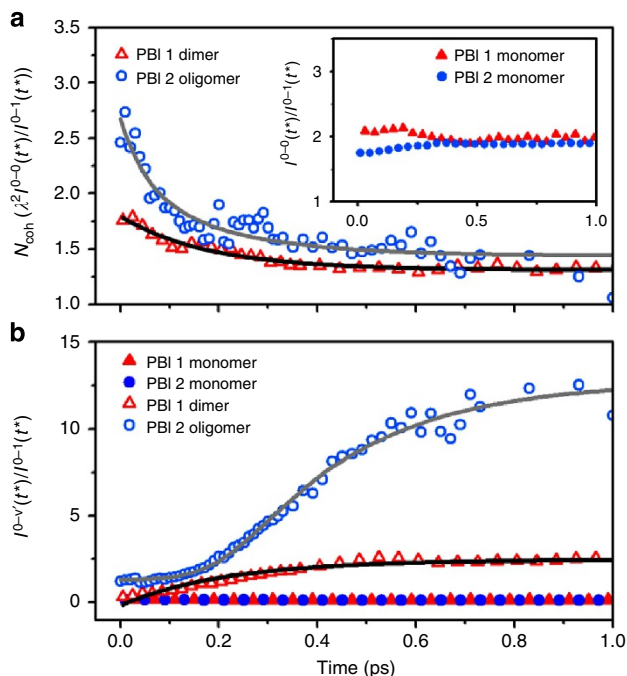 a
3.5
3.0
2.5
2.0
1.5
1.0
N_coh (λ²I⁰⁻⁰(t*)/I⁰⁻¹(t*))
PBI 1 dimer
PBI 2 oligomer
PBI 1 monomer
PBI 2 monomer
I⁰⁻⁰(t*)/I⁰⁻¹(t*)
3
2
1
0.0 0.5 1.0
b
15
10
5
0
I⁰⁻ᵛ′(t*)/I⁰⁻¹(t*)
PBI 1 monomer
PBI 2 monomer
PBI 1 dimer
PBI 2 oligomer
0.0 0.2 0.4 0.6 0.8 1.0
Time (ps)